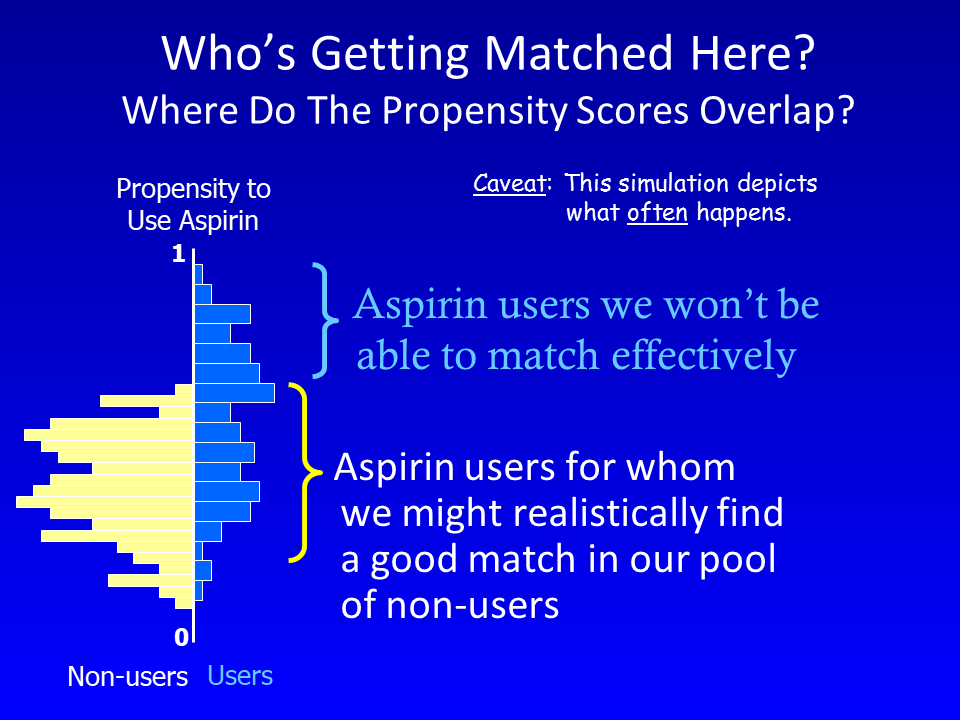 Who’s Getting Matched Here?
Where Do The Propensity Scores Overlap?
Propensity to
Use Aspirin
Caveat: This simulation depicts
what often happens.
1
Aspirin users we won’t be
able to match effectively
Aspirin users for whom
we might realistically find
a good match in our pool
of non-users
0
Non-users
Users